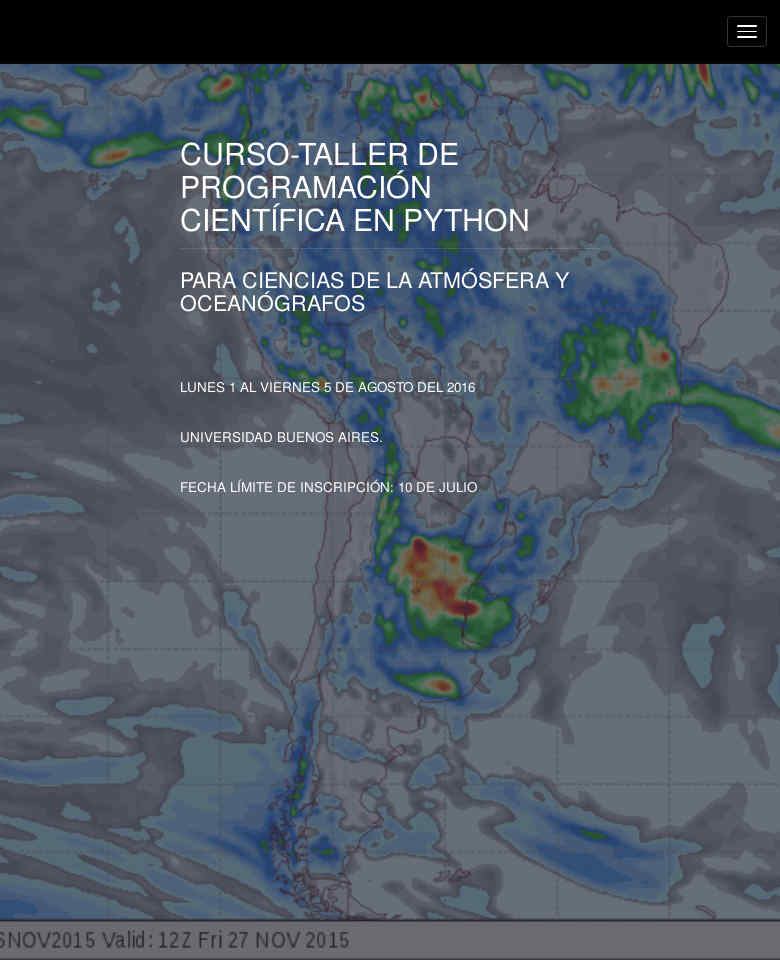 CURSO-TALLER DE
PROGRAMACIÓN
CIENTÍFICA EN PYTHON
PARA CIENCIAS DE LA ATMÓSFERA Y
OCEANÓGRAFOS
LUNES 1 AL VIERNES 5 DE AGOSTO DEL 2016
UNIVERSIDAD BUENOS AIRES.
FECHA LÍMITE DE INSCRIPCIÓN: 10 DE JULIO
6NOV2015 Valid: 12Z Fri 27 NOV 2015